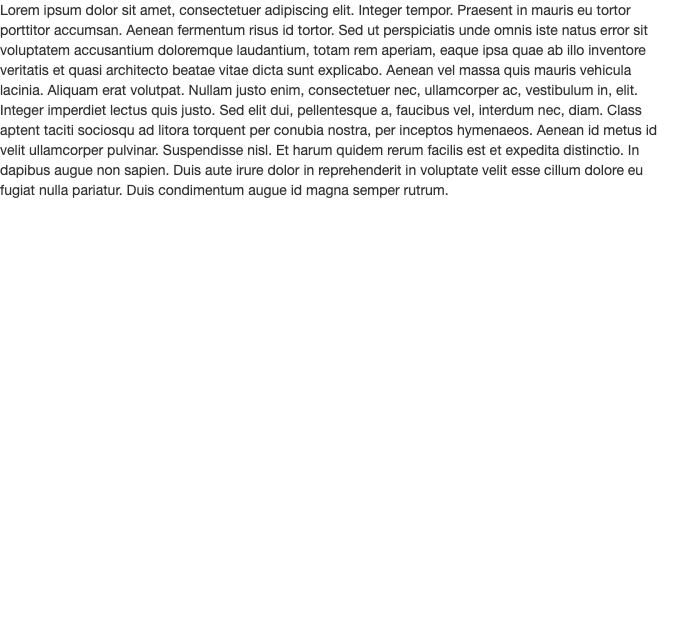 Lorem ipsum dolor sit amet, consectetuer adipiscing elit. Integer tempor. Praesent in mauris eu tortor
porttitor accumsan. Aenean fermentum risus id tortor. Sed ut perspiciatis unde omnis iste natus error sit
voluptatem accusantium doloremque laudantium, totam rem aperiam, eaque ipsa quae ab illo inventore
veritatis et quasi architecto beatae vitae dicta sunt explicabo. Aenean vel massa quis mauris vehicula
lacinia. Aliquam erat volutpat. Nullam justo enim, consectetuer nec, ullamcorper ac, vestibulum in, elit.
Integer imperdiet lectus quis justo. Sed elit dui, pellentesque a, faucibus vel, interdum nec, diam. Class
aptent taciti sociosqu ad litora torquent per conubia nostra, per inceptos hymenaeos. Aenean id metus id
velit ullamcorper pulvinar. Suspendisse nisl. Et harum quidem rerum facilis est et expedita distinctio. In
dapibus augue non sapien. Duis aute irure dolor in reprehenderit in voluptate velit esse cillum dolore eu
fugiat nulla pariatur. Duis condimentum augue id magna semper rutrum.